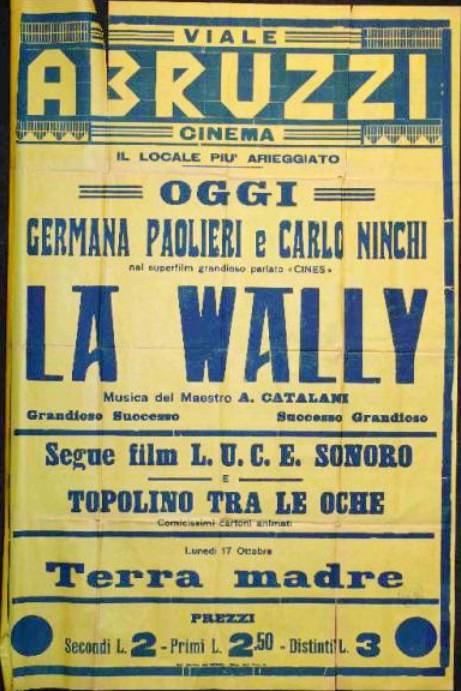 VIALE
ABRUZZI
CINEMA
IL LOCALE PIU' ARIEGGIATO
OGGI
GERMANA PAOLIERI e CARLO NINCHI
nel superfilm grandioso parlato «CINES»
LA WALLY
Musica del Maestro A. CATALANI
Grandioso Successo Successo Grandioso
Segue film L. U. C. E. SONORO
E
TOPOLINO TRA LE OCHE
Comicissimi cartoni animati
Lunedì 17 Ottobre
Terra madre
PREZZI
Secondi L. 2 - Primi L. 2.50 - Distinti L. 3